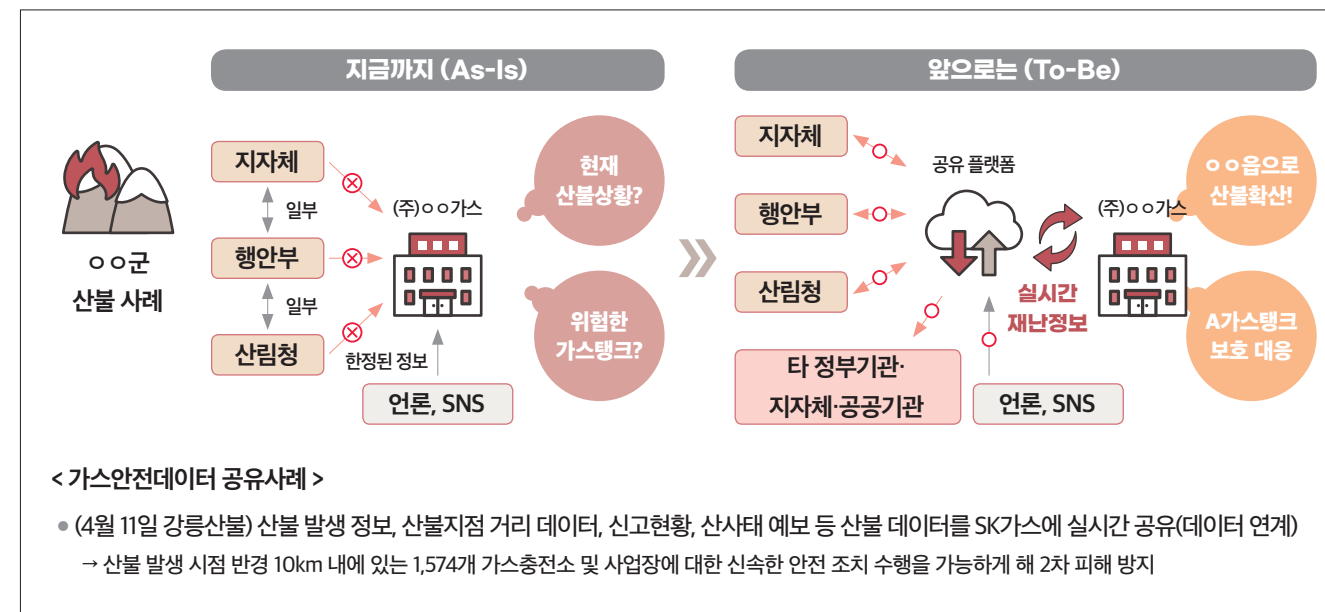 지금까지 (As-Is)
ㅇㅇ군
산불 사례
지자체
일부
행안부
일부
산림청
(주)ㅇㅇ가스
한정된 정보
언론, SNS
현재
산불상황?
위험한
가스탱크?
앞으로는 (To-Be)
지자체
행안부
산림청
타 정부기관·
지자체·공공기관
공유 플랫폼
실시간
재난정보
언론, SNS
(주)ㅇㅇ가스
ㅇㅇ읍으로
산불확산!
A가스탱크
보호 대응
< 가스안전데이터 공유사례 >
• (4월 11일 강릉산불) 산불 발생 정보, 산불지점 거리 데이터, 신고현황, 산사태 예보 등 산불 데이터를 SK가스에 실시간 공유(데이터 연계)
→ 산불 발생 시점 반경 10km 내에 있는 1,574개 가스충전소 및 사업장에 대한 신속한 안전 조치 수행을 가능하게 해 2차 피해 방지